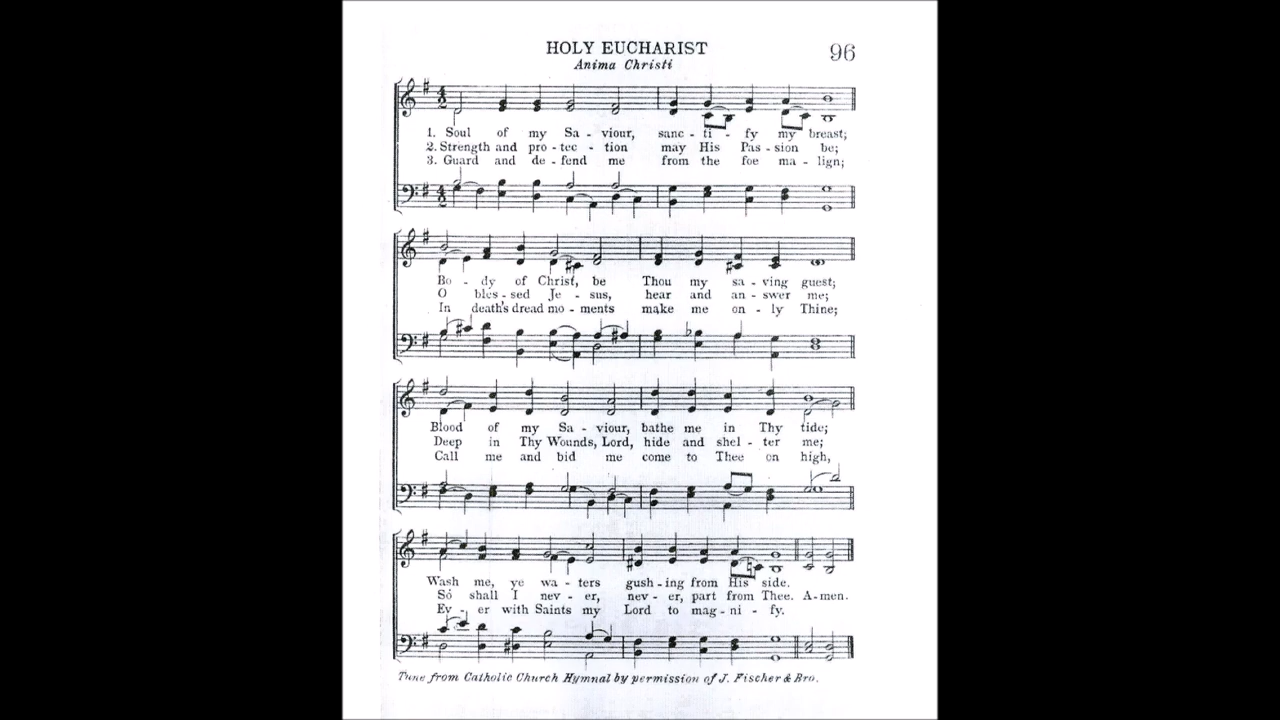 HOLY EUCHARIST
96
Anima Christi
1. Soul of my Sa - viour, sanc - ti - fy my breast;
2. Strength and pro - tec - tion may His Pas - sion be;
3. Guard and de - fend me from the foe ma - lign;
Bo - dy of Christ, be Thou my sa - ving guest;
O bles - sed Je - sus, hear and an - swer me;
In death's dread mo - ments make me on - ly Thine;
Blood of my Sa - viour, bathe me in Thy tide;
Deep in Thy Wounds, Lord, hide and shel - ter me;
Call me and bid me come to Thee on high,
Wash me, ye wa - ters gush - ing from His side.
So shall I nev - er, nev - er, part from Thee. A - men.
Ev - er with Saints my Lord to mag - ni - fy.
Tune from Catholic Church Hymnal by permission of J. Fischer & Bro.